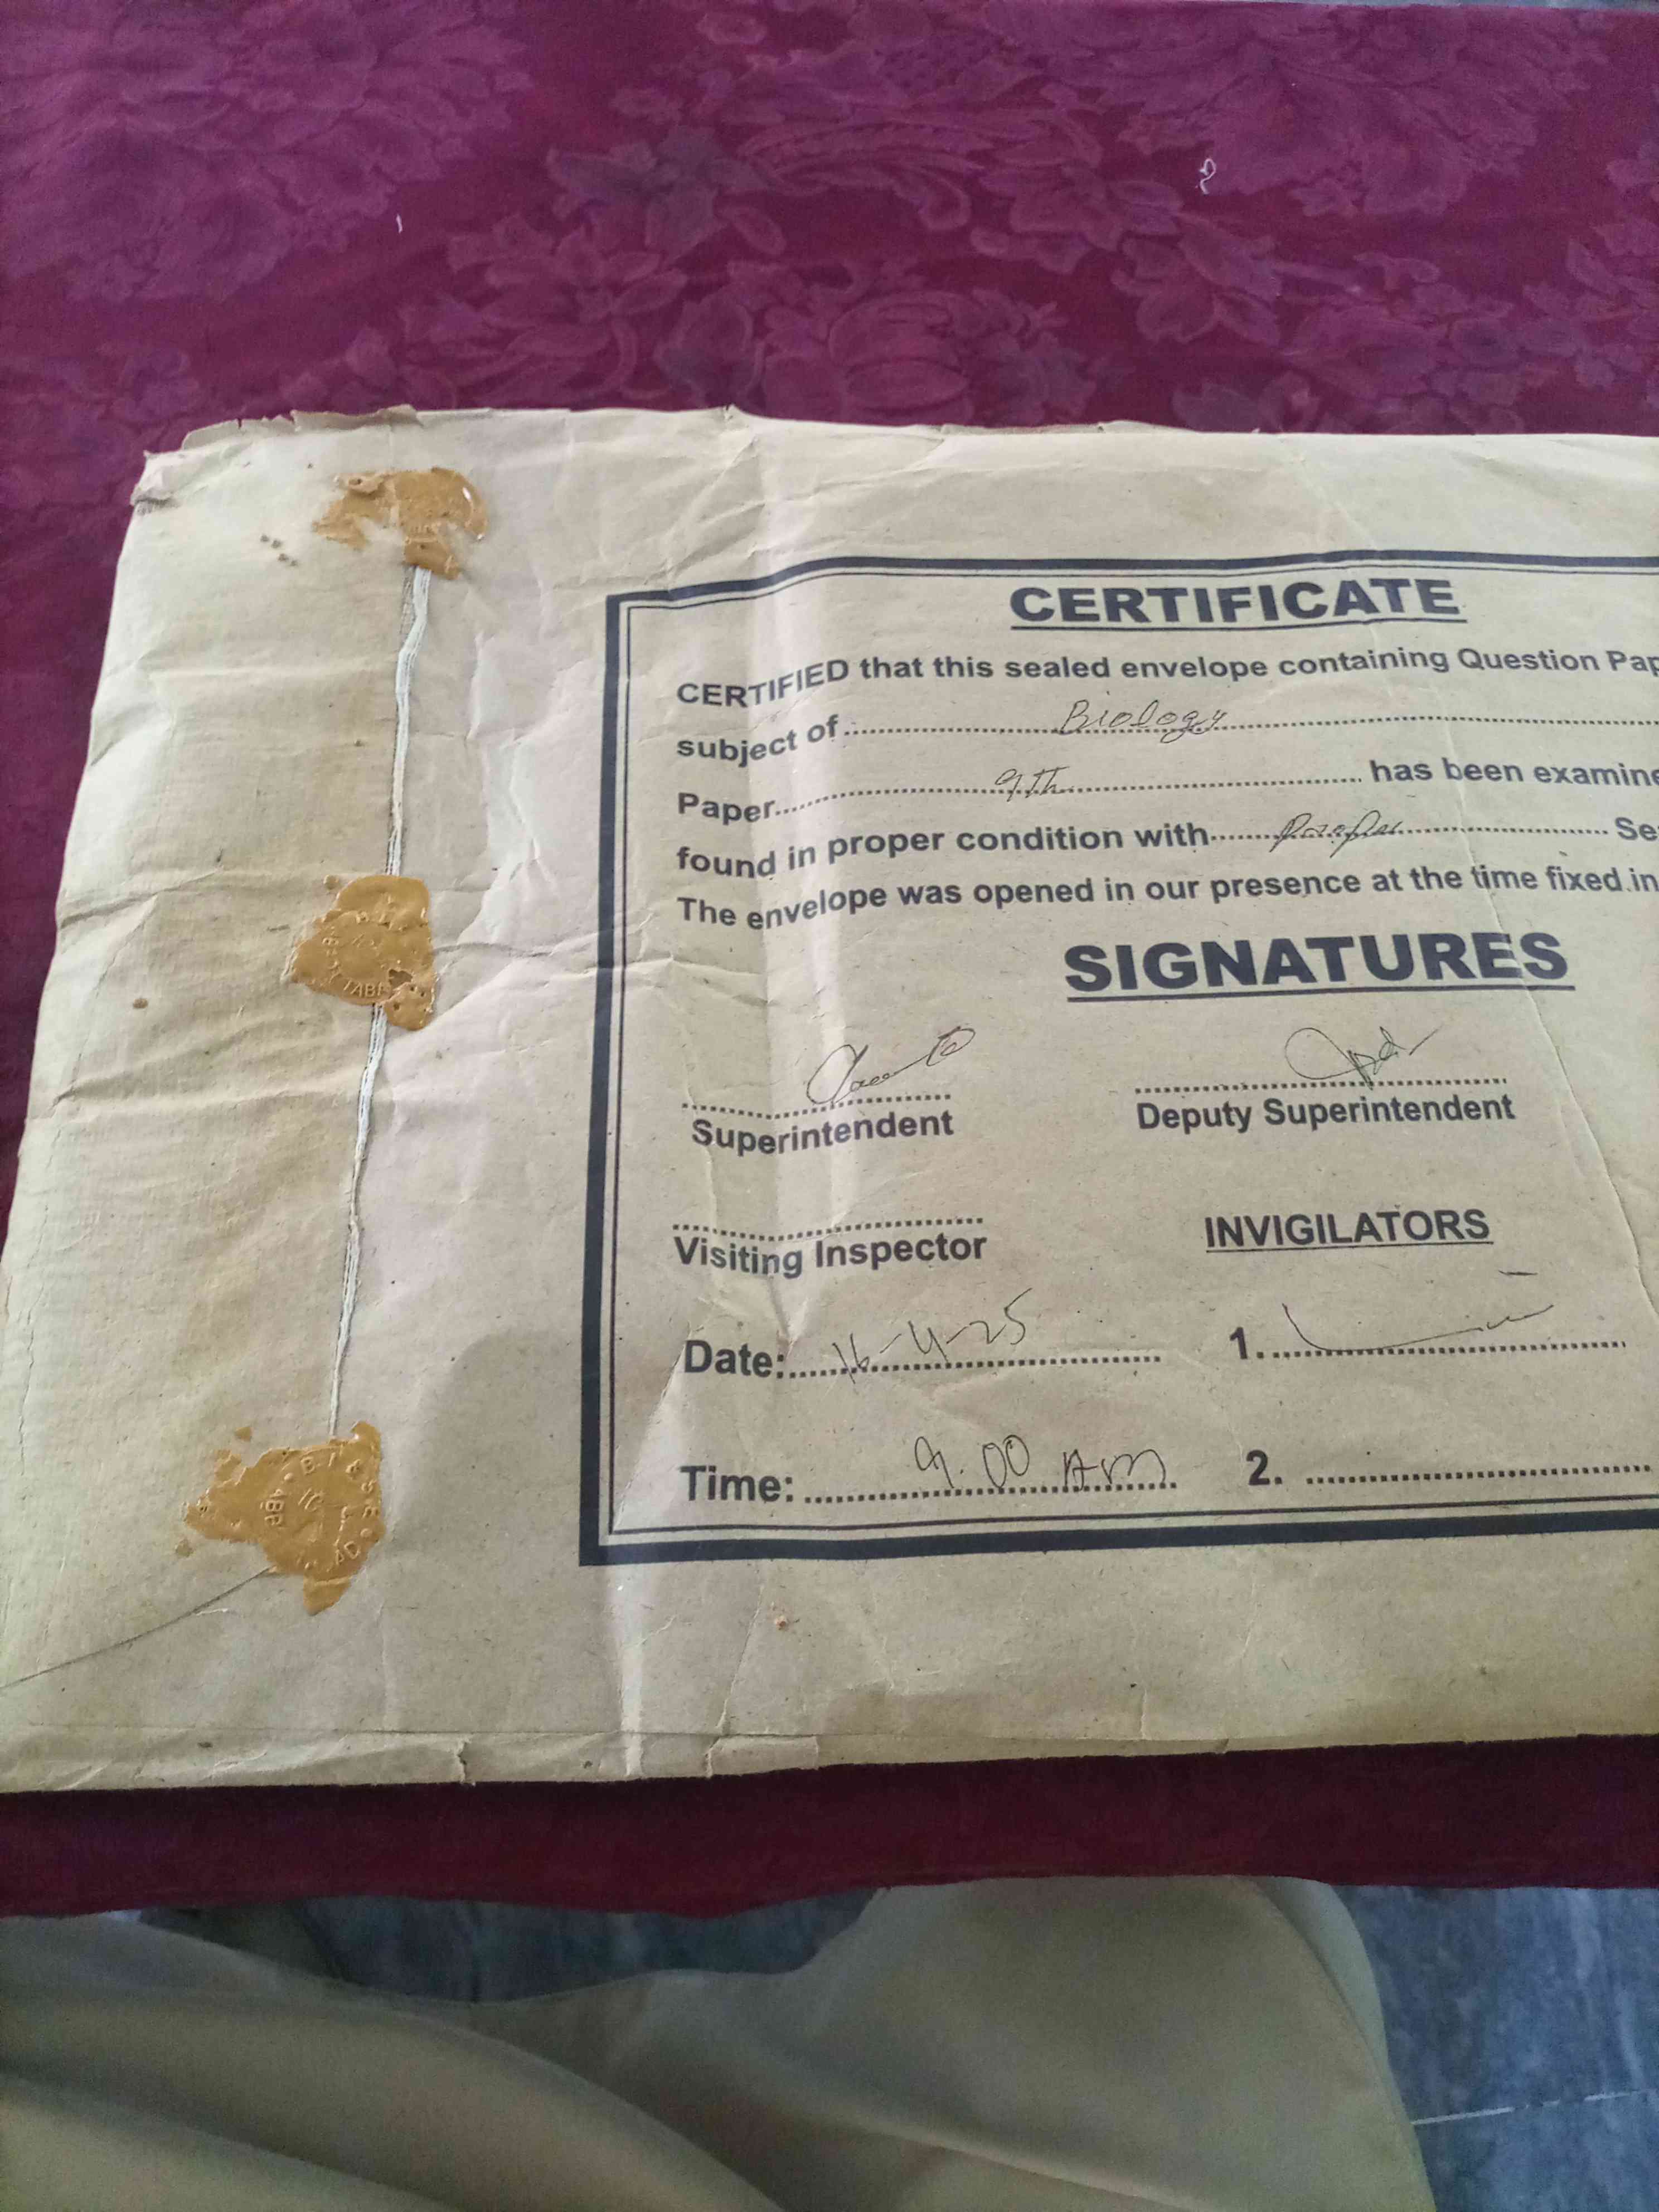 CERTIFICATE
CERTIFIED that this sealed envelope containing Question Pap
subject of Biology
Paper 9th has been examine
found in proper condition with Proper Se
The envelope was opened in our presence at the time fixed in
SIGNATURES
Superintendent Deputy Superintendent
Visiting Inspector INVIGILATORS
Date: 16-4-25 1.
Time: 9.00 AM 2.